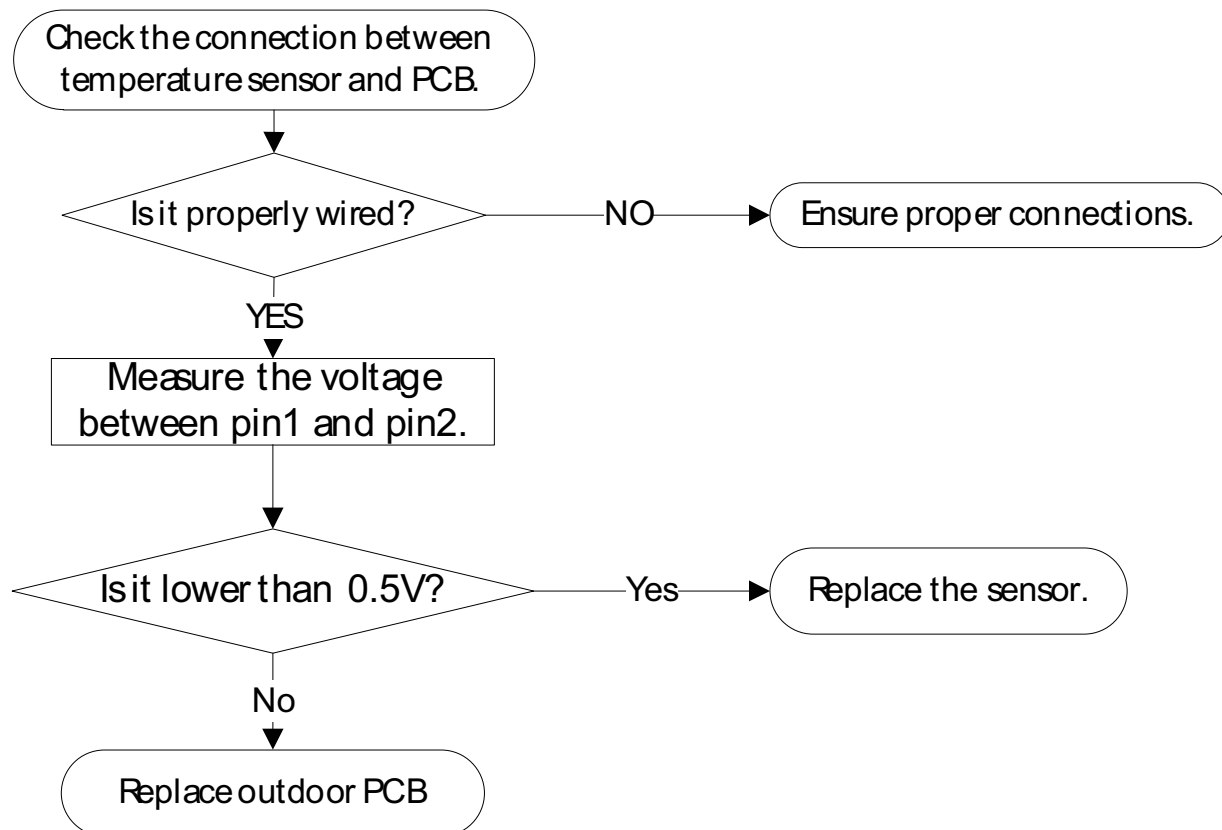 Check the connection between
temperature sensor and PCB.
Is it properly wired?
NO
Ensure proper connections.
YES
Measure the voltage
between pin1 and pin2.
Is it lower than 0.5V?
Yes
Replace the sensor.
No
Replace outdoor PCB